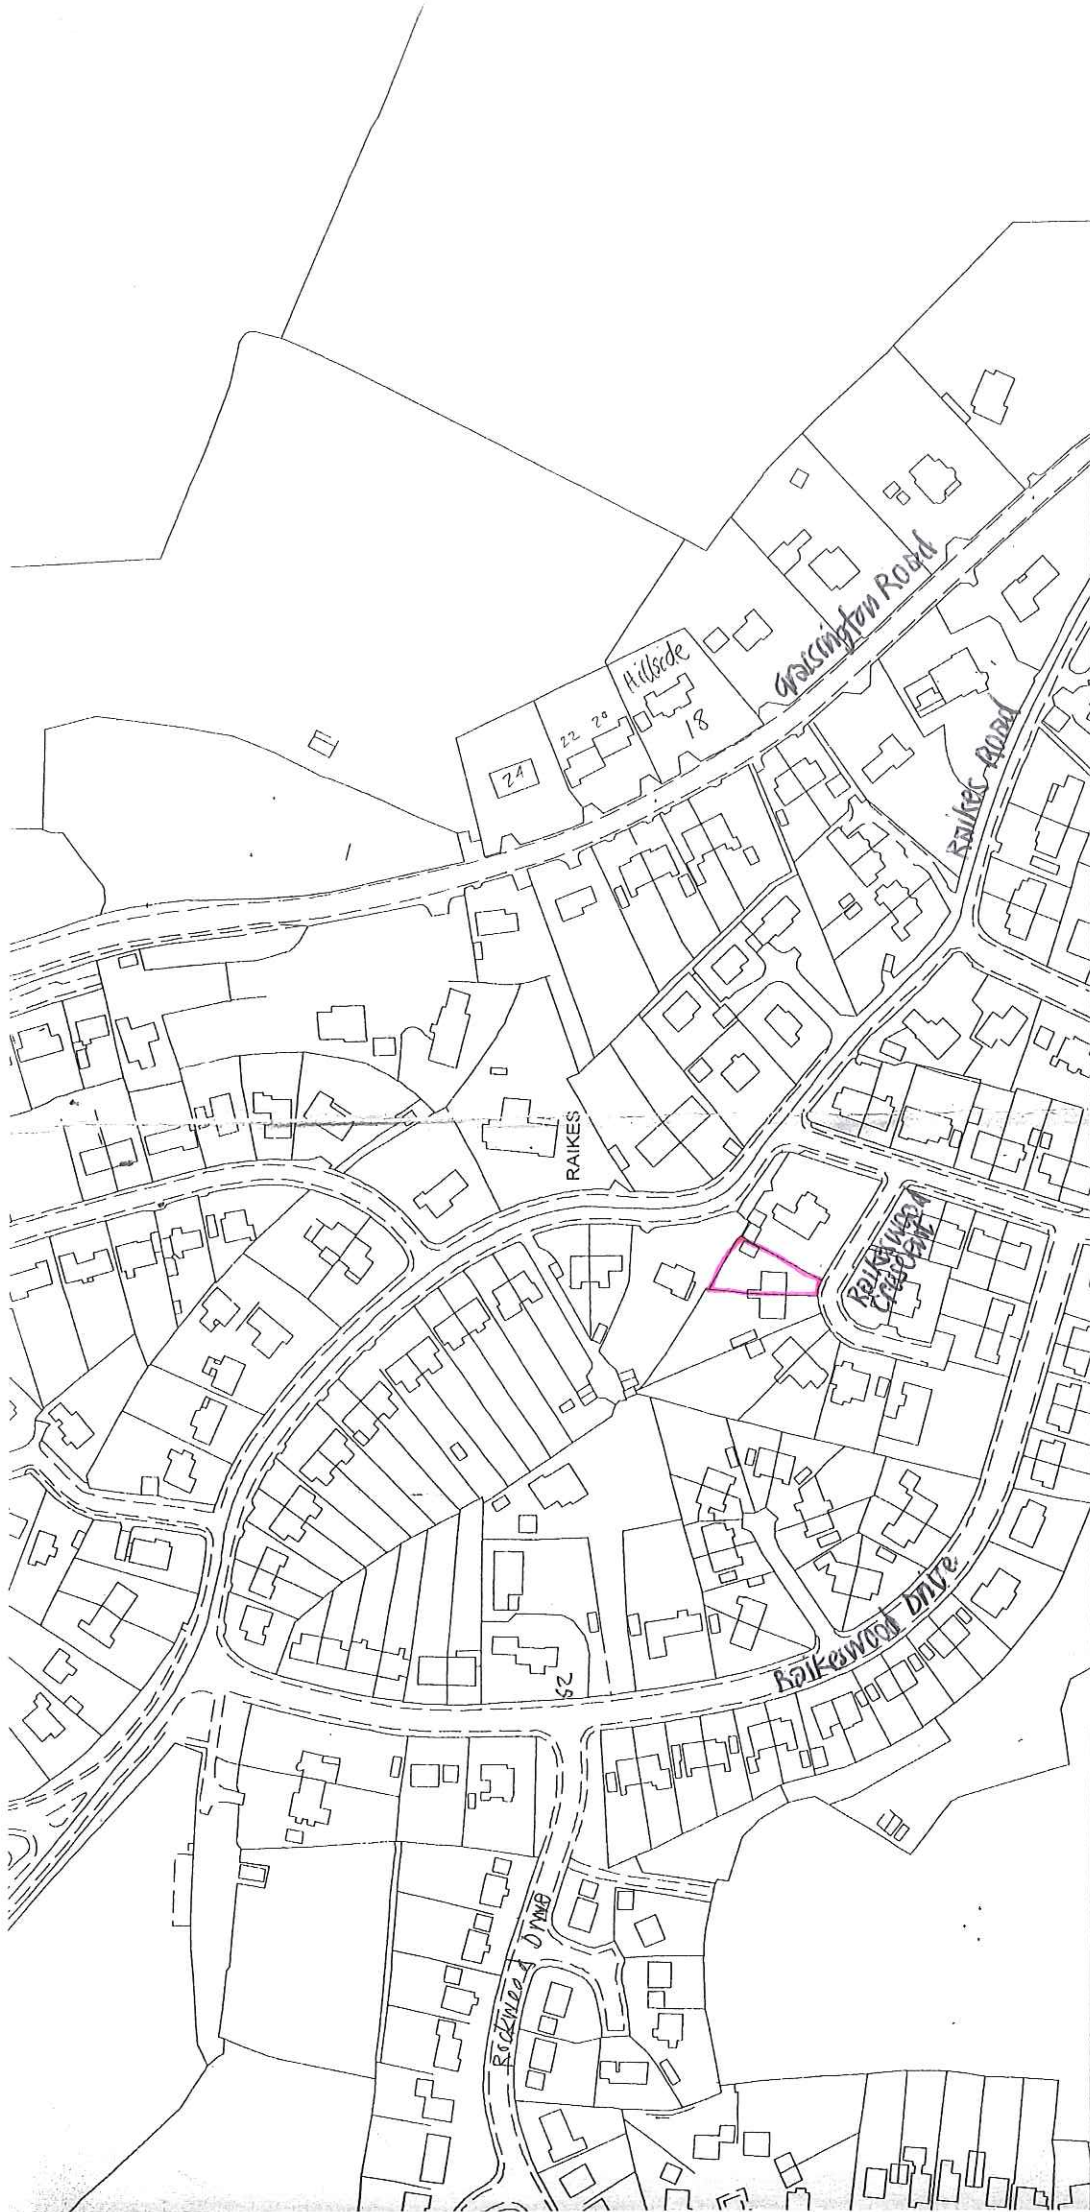 Grassington Road
Hillside
18
22 20
24
Raikes Road
RAIKES
Raikeswood
Crescent
Raikeswood Drive
52
Rockwood Drive